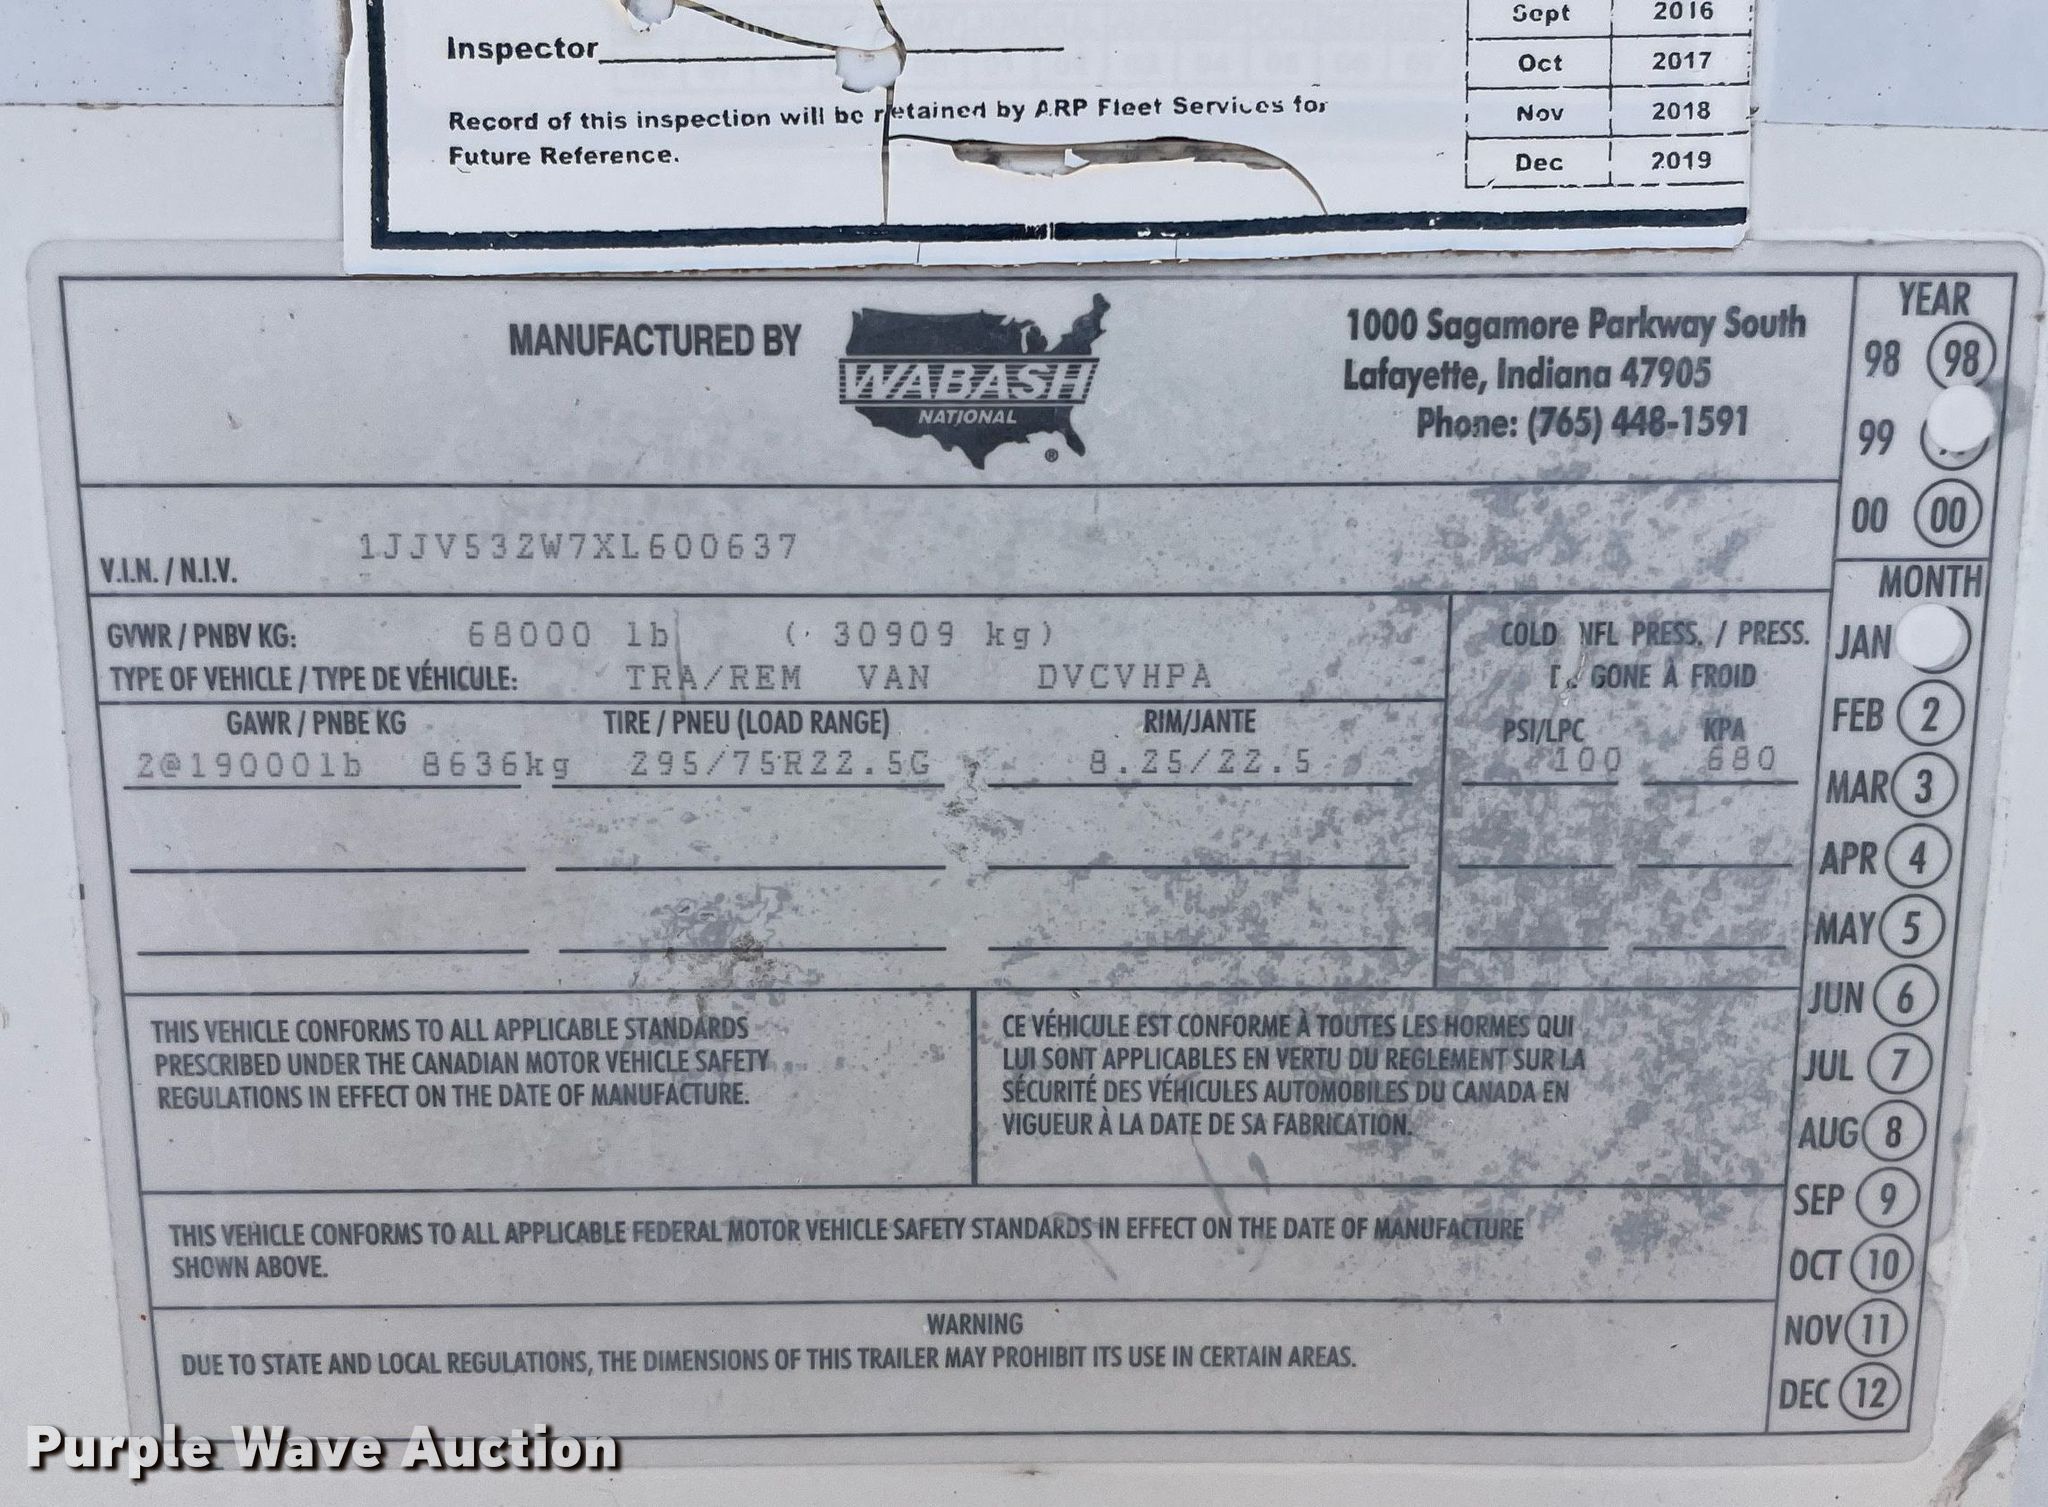 Sept 2016
Inspector
Oct 2017
Record of this inspection will be retained by ARP Fleet Services for
Nov 2018
Future Reference.
Dec 2019
MANUFACTURED BY
WABASH
NATIONAL
®
1000 Sagamore Parkway South
Lafayette, Indiana 47905
Phone: (765) 448-1591
YEAR
98 98
99
00 00
V.I.N. / N.I.V. 1JJV532W7XL600637
GVWR / PNBV KG: 68000 lb ( 30909 kg)
TYPE OF VEHICLE / TYPE DE VÉHICULE: TRA/REM VAN DVCVHPA
COLD NFL PRESS. / PRESS.
GONE À FROID
GAWR / PNBE KG TIRE / PNEU (LOAD RANGE) RIM/JANTE PSI/LPC KPA
2@19000lb 8636kg 295/75R22.5G 8.25/22.5 100 680
MONTH
JAN
FEB 2
MAR 3
APR 4
MAY 5
JUN 6
JUL 7
AUG 8
SEP 9
OCT 10
NOV 11
DEC 12
THIS VEHICLE CONFORMS TO ALL APPLICABLE STANDARDS
PRESCRIBED UNDER THE CANADIAN MOTOR VEHICLE SAFETY
REGULATIONS IN EFFECT ON THE DATE OF MANUFACTURE.
CE VÉHICULE EST CONFORME À TOUTES LES HORMES QUI
LUI SONT APPLICABLES EN VERTU DU REGLEMENT SUR LA
SÉCURITÉ DES VÉHICULES AUTOMOBILES DU CANADA EN
VIGUEUR À LA DATE DE SA FABRICATION.
THIS VEHICLE CONFORMS TO ALL APPLICABLE FEDERAL MOTOR VEHICLE SAFETY STANDARDS IN EFFECT ON THE DATE OF MANUFACTURE
SHOWN ABOVE.
WARNING
DUE TO STATE AND LOCAL REGULATIONS, THE DIMENSIONS OF THIS TRAILER MAY PROHIBIT ITS USE IN CERTAIN AREAS.
Purple Wave Auction